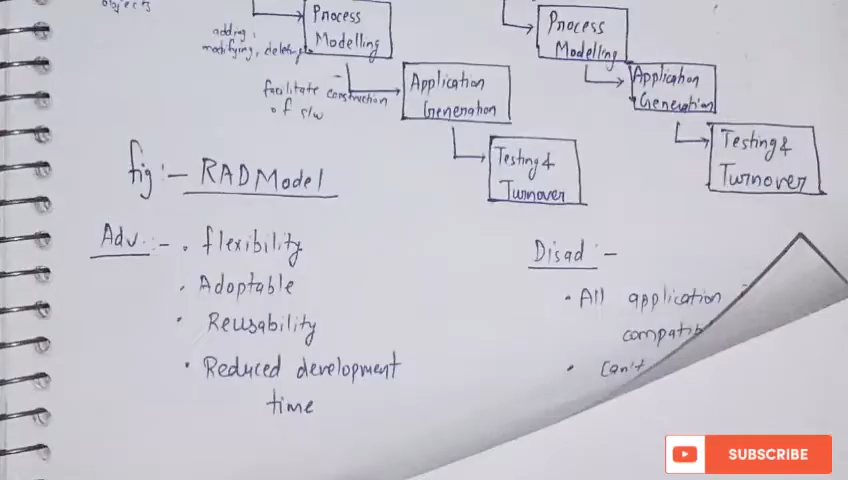 objects
Process
Modelling
adding,
modifying, deleting
facilitate construction
of s/w
Application
Generation
Testing &
Turnover
Process
Modelling
Application
Generation
Testing &
Turnover
fig :- RAD Model
Adv :- . flexibility
. Adoptable
. Reusability
. Reduced development
time
Disad :-
. All application
. Can't
SUBSCRIBE